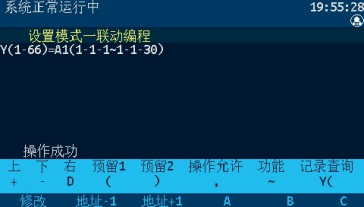 系统正常运行中 19:55:28
设置模式—联动编程
Y(1-66)=A1(1-1-1~1-1-30)
操作成功
上 下 右 预留1 预留2 操作允许 功能 记录查询
+ - D ( ) , ~ Y(
修改 地址-1 地址+1 A B C